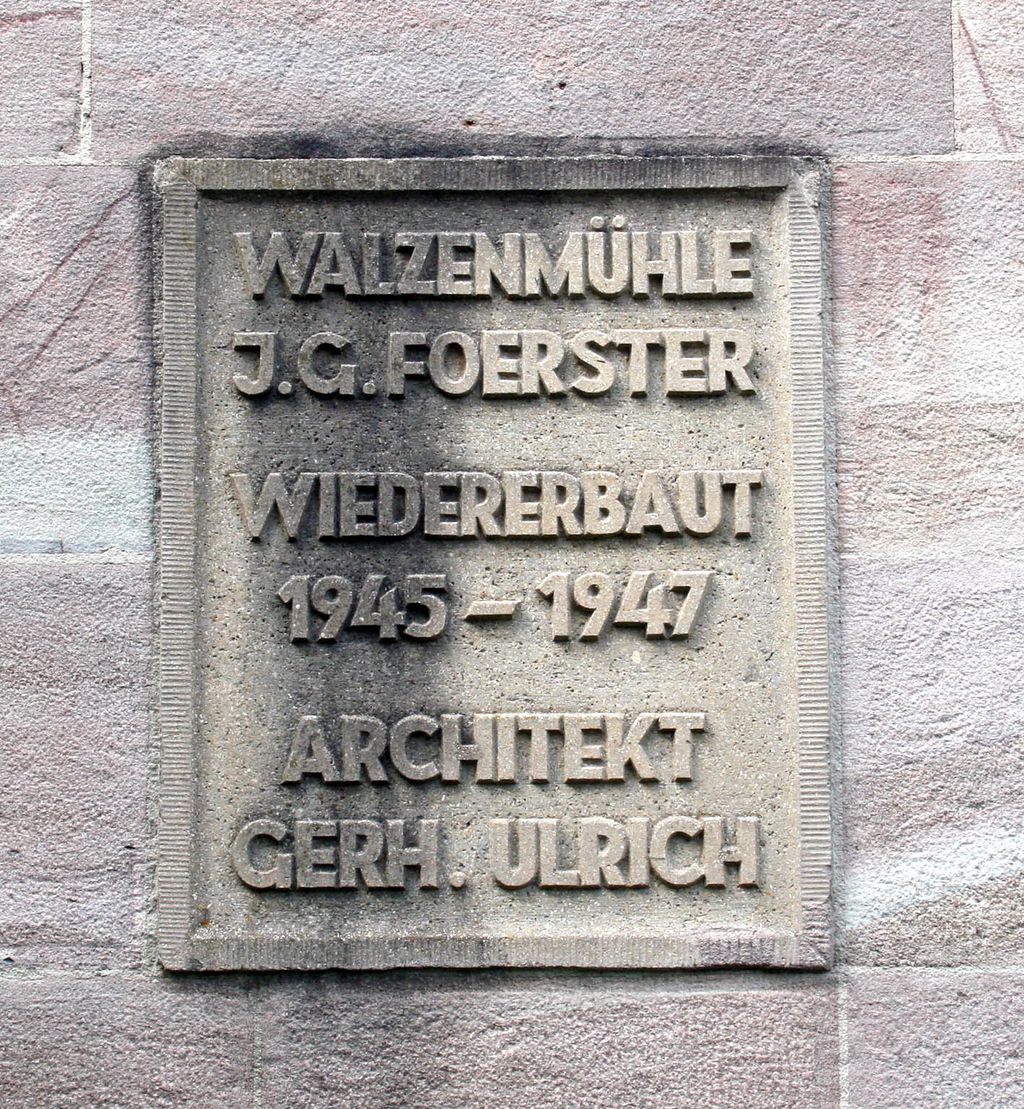 WALZENMÜHLE
J.G. FOERSTER
WIEDERERBAUT
1945 – 1947
ARCHITEKT
GERH. ULRICH